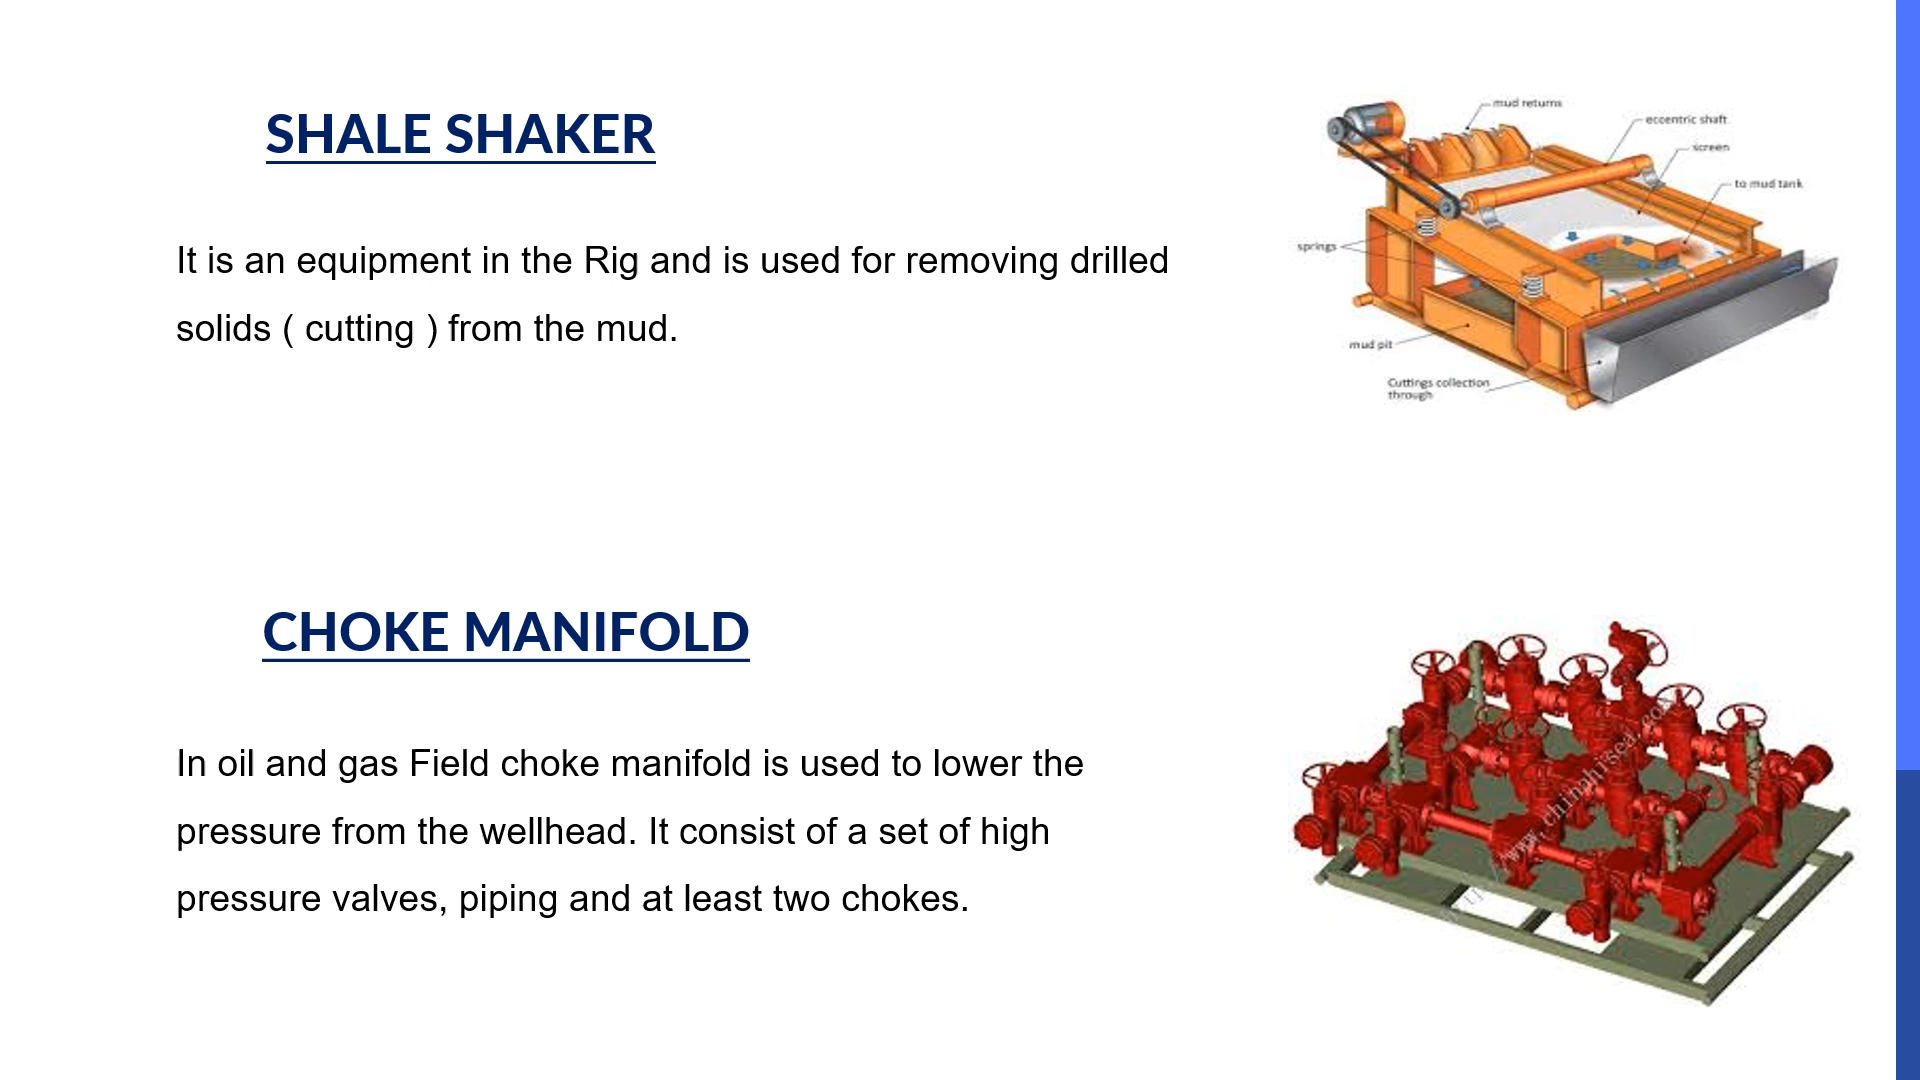 SHALE SHAKER
It is an equipment in the Rig and is used for removing drilled
solids ( cutting ) from the mud.
mud returns
eccentric shaft
screen
to mud tank
springs
mud pit
Cuttings collection
through
CHOKE MANIFOLD
In oil and gas Field choke manifold is used to lower the
pressure from the wellhead. It consist of a set of high
pressure valves, piping and at least two chokes.
www.chinahisea.co